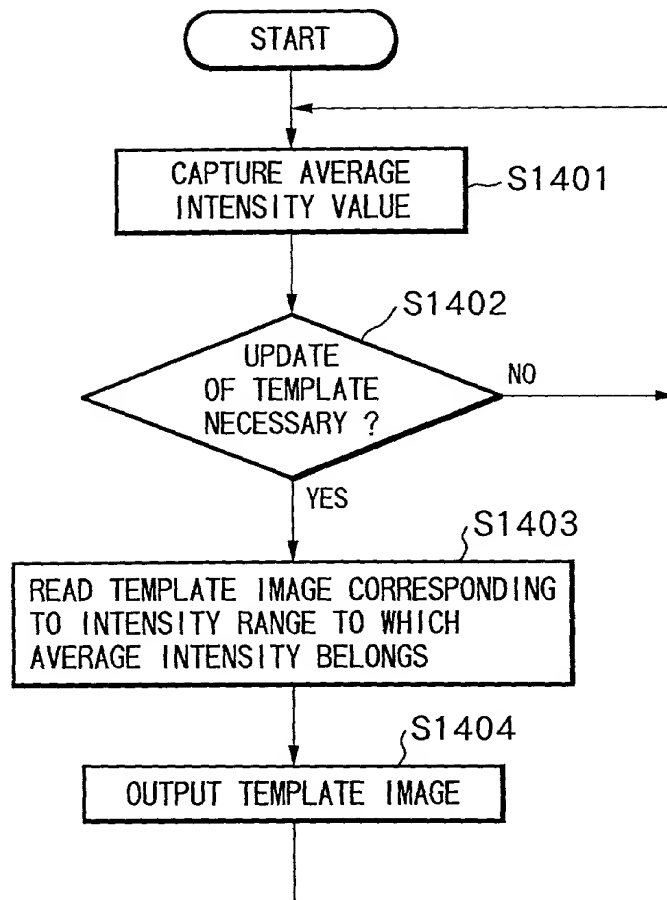 START
CAPTURE AVERAGE
INTENSITY VALUE
S1401
S1402
UPDATE
OF TEMPLATE
NECESSARY ?
NO
YES
S1403
READ TEMPLATE IMAGE CORRESPONDING
TO INTENSITY RANGE TO WHICH
AVERAGE INTENSITY BELONGS
S1404
OUTPUT TEMPLATE IMAGE